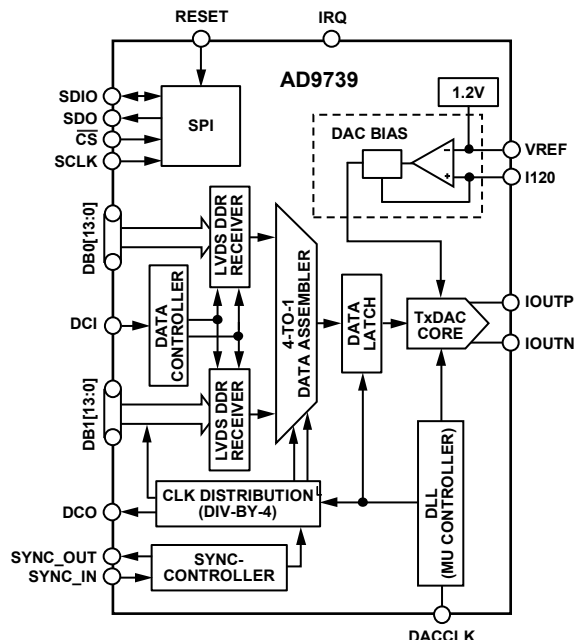 RESET
IRQ
AD9739
1.2V
SDIO
SDO
CS
SCLK
SPI
DAC BIAS
VREF
I120
DB0[13:0]
LVDS DDR
RECEIVER
DCI
DATA
CONTROLLER
4-TO-1
DATA ASSEMBLER
DATA
LATCH
TxDAC
CORE
IOUTP
IOUTN
DB1[13:0]
LVDS DDR
RECEIVER
DCO
CLK DISTRIBUTION
(DIV-BY-4)
DLL
(MU CONTROLLER)
SYNC_OUT
SYNC_IN
SYNC-
CONTROLLER
DACCLK